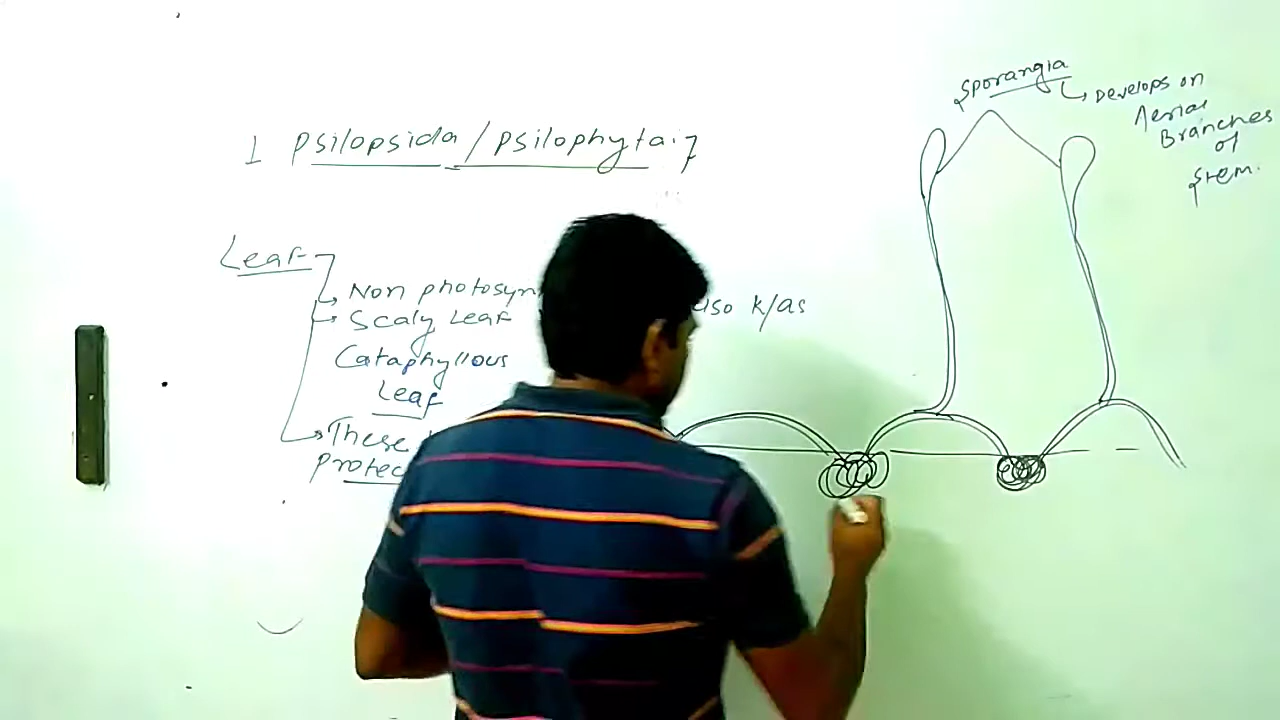 1 Psilopsida / Psilophyta:-
Leaf
Non photosyn
also k/as
Scaly Leaf
Cataphyllous
Leaf
These
protec
Sporangia
Develops on
Aerial
Branches
of
Stem.